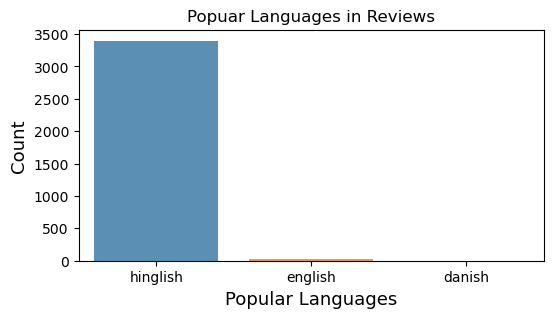 Popuar Languages in Reviews
3500
3000
2500
2000
1500
1000
500
0
Count
hinglish english danish
Popular Languages